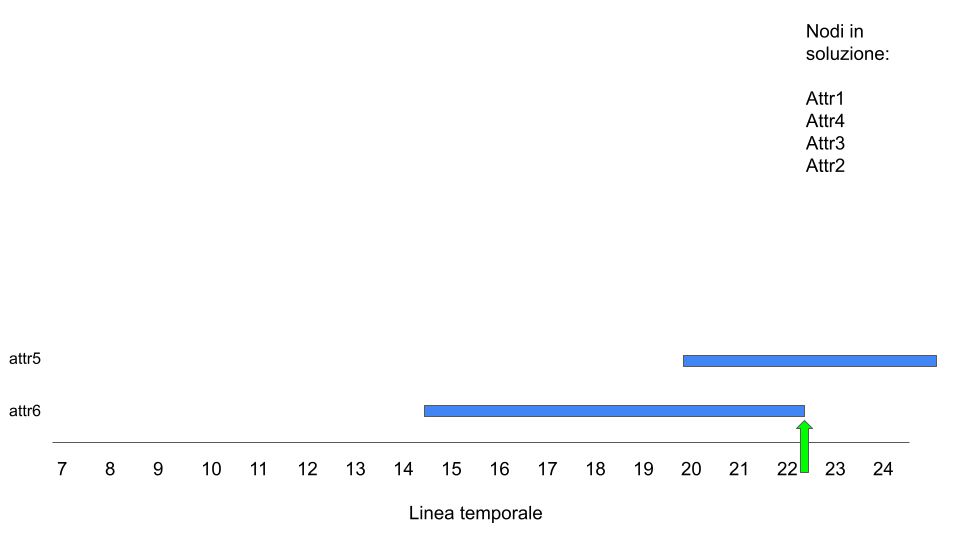 Nodi in
soluzione:
Attr1
Attr4
Attr3
Attr2
attr5
attr6
7 8 9 10 11 12 13 14 15 16 17 18 19 20 21 22 23 24
Linea temporale